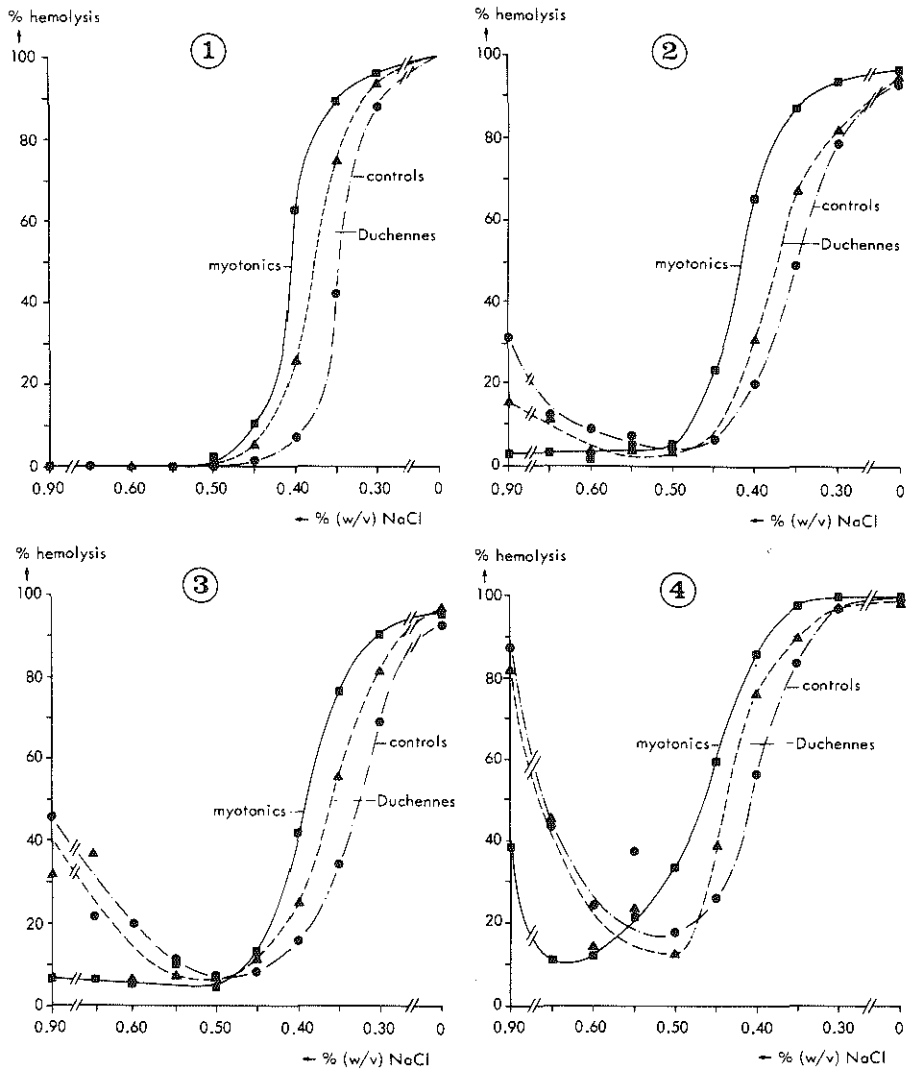 % hemolysis
1
100
80
60
40
20
0
controls
Duchennes
myotonics
0.90
0.60
0.50
0.40
0.30
0
← % (w/v) NaCl
% hemolysis
2
100
80
60
40
20
0
controls
Duchennes
myotonics
0.90
0.60
0.50
0.40
0.30
0
← % (w/v) NaCl
% hemolysis
3
100
80
60
40
20
0
controls
Duchennes
myotonics
0.90
0.60
0.50
0.40
0.30
0
← % (w/v) NaCl
% hemolysis
4
100
80
60
40
20
0
controls
myotonics
Duchennes
0.90
0.60
0.50
0.40
0.30
0
← % (w/v) NaCl